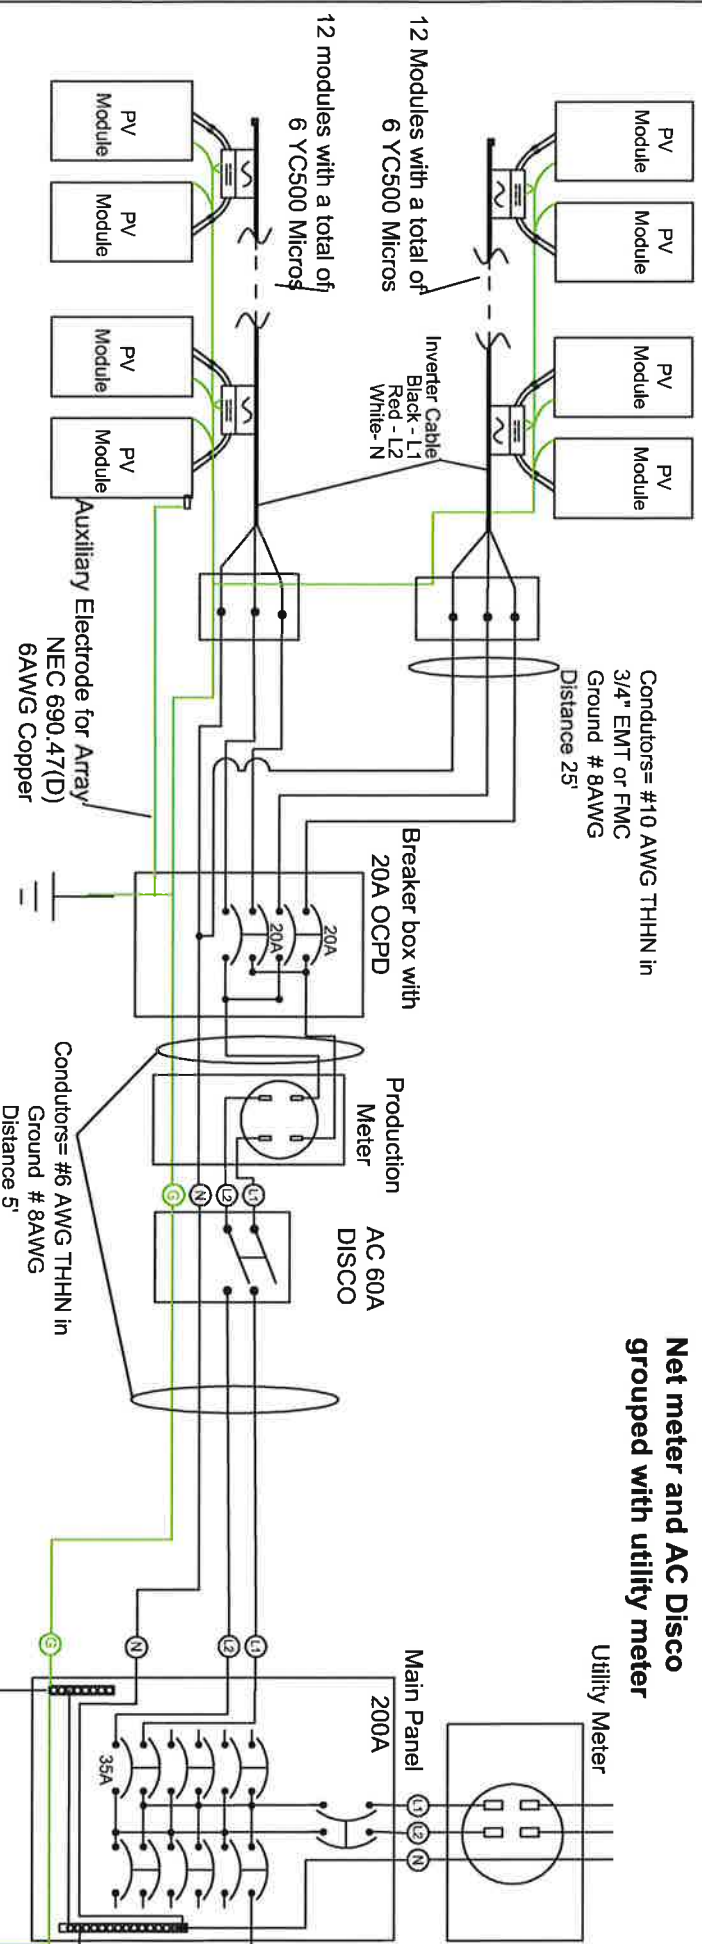 Net meter and AC Disco
grouped with utility meter
PV
Module
PV
Module
PV
Module
PV
Module
Condutors= #10 AWG THHN in
3/4" EMT or FMC
Ground # 8AWG
Distance 25'
Utility Meter
12 Modules with a total of
6 YC500 Micros
Inverter Cable
Black - L1
Red - L2
White- N
Breaker box with
20A OCPD
20A
20A
Production
Meter
AC 60A
DISCO
L1
L2
N
G
Main Panel
200A
L1
L2
N
L1
L2
N
G
35A
12 modules with a total of
6 YC500 Micros
PV
Module
PV
Module
PV
Module
PV
Module
Auxiliary Electrode for Array
NEC 690.47(D)
6AWG Copper
Condutors= #6 AWG THHN in
Ground # 8AWG
Distance 5'